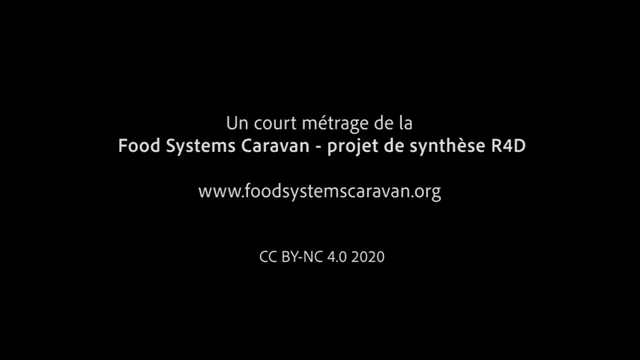 Un court métrage de la
Food Systems Caravan - projet de synthèse R4D
www.foodsystemscaravan.org
CC BY-NC 4.0 2020